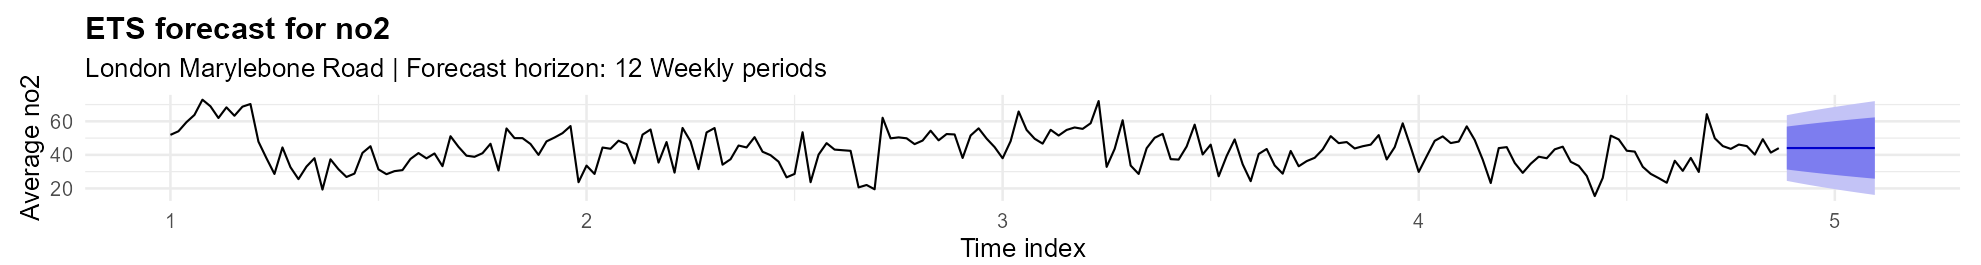 ETS forecast for no2
London Marylebone Road | Forecast horizon: 12 Weekly periods
Average no2
60
40
20
1 2 3 4 5
Time index